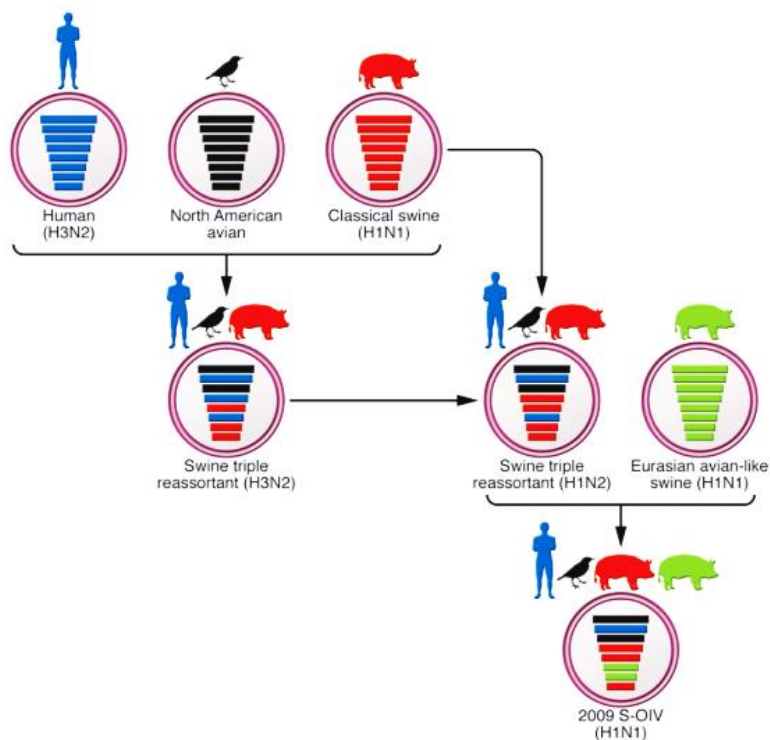 Human
(H3N2)
North American
avian
Classical swine
(H1N1)
Swine triple
reassortant (H3N2)
Swine triple
reassortant (H1N2)
Eurasian avian-like
swine (H1N1)
2009 S-OIV
(H1N1)